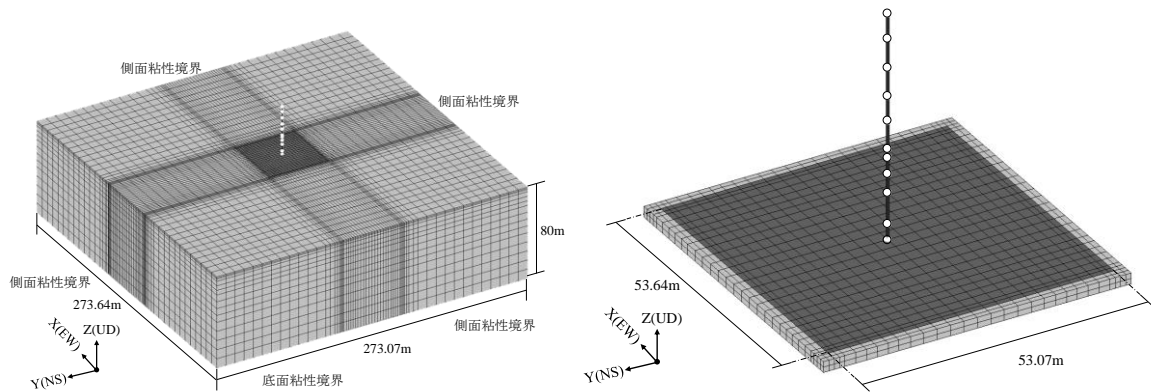 側面粘性境界
側面粘性境界
80m
側面粘性境界
273.64m
側面粘性境界
273.07m
底面粘性境界
X(EW)
Z(UD)
Y(NS)
53.64m
53.07m
X(EW)
Z(UD)
Y(NS)